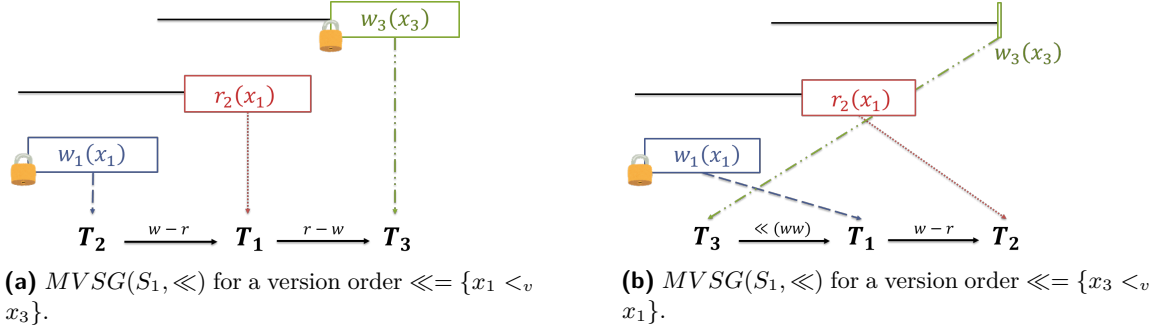 w₃(x₃)
r₂(x₁)
w₁(x₁)
T₂ w − r T₁ r − w T₃
(a) MVSG(S₁, ≪) for a version order ≪= {x₁ <ᵥ
x₃}.
w₃(x₃)
r₂(x₁)
w₁(x₁)
T₃ ≪ (ww) T₁ w − r T₂
(b) MVSG(S₁, ≪) for a version order ≪= {x₃ <ᵥ
x₁}.